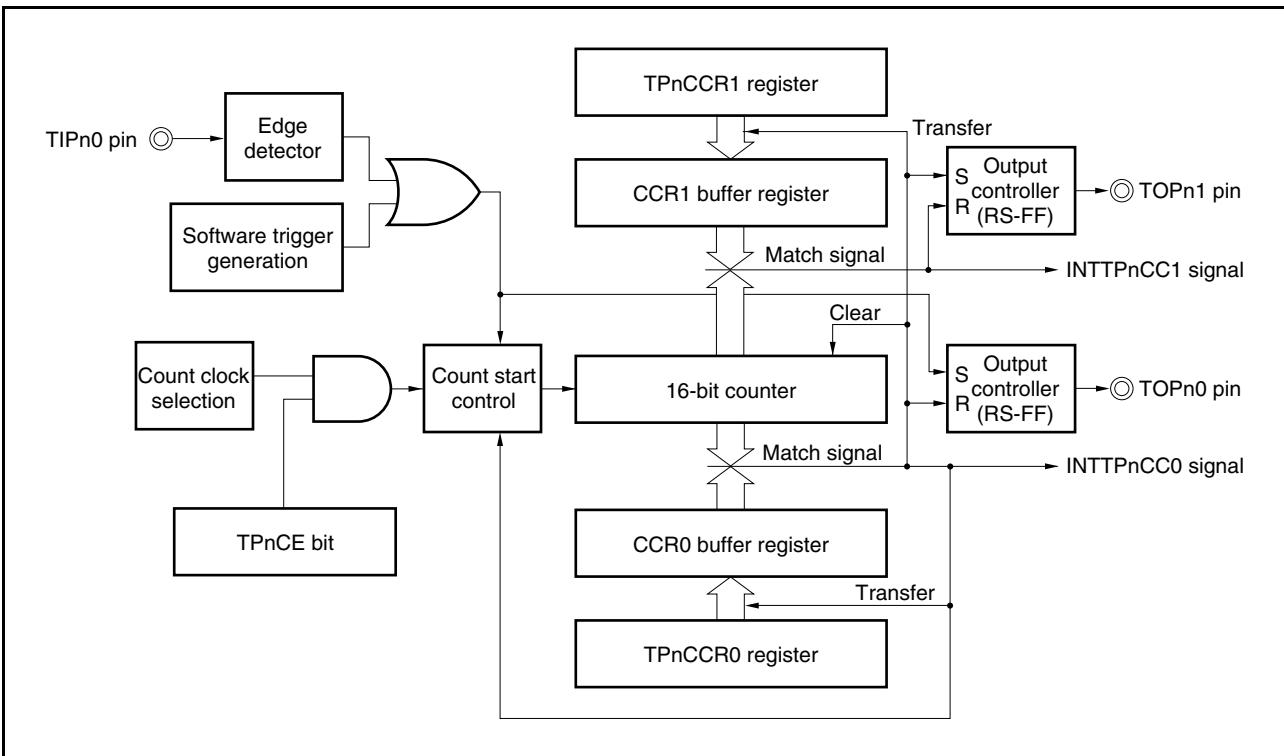 TPnCCR1 register
TIPn0 pin
Edge
detector
Transfer
CCR1 buffer register
S
R
Output
controller
(RS-FF)
TOPn1 pin
Software trigger
generation
Match signal
INTTPnCC1 signal
Clear
Count clock
selection
Count start
control
16-bit counter
S
R
Output
controller
(RS-FF)
TOPn0 pin
Match signal
INTTPnCC0 signal
TPnCE bit
CCR0 buffer register
Transfer
TPnCCR0 register